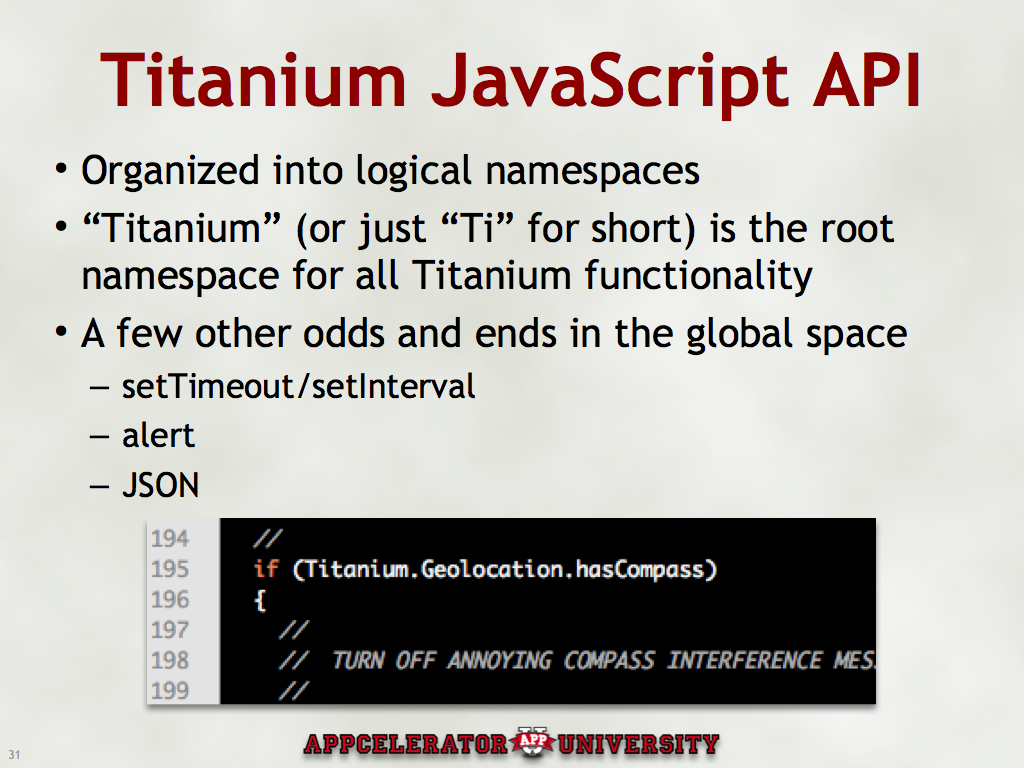 Titanium JavaScript API
• Organized into logical namespaces
• “Titanium” (or just “Ti” for short) is the root
namespace for all Titanium functionality
• A few other odds and ends in the global space
– setTimeout/setInterval
– alert
– JSON
194 //
195 if (Titanium.Geolocation.hasCompass)
196 {
197 //
198 // TURN OFF ANNOYING COMPASS INTERFERENCE MES
199 //
APPCELERATOR APP UNIVERSITY
31